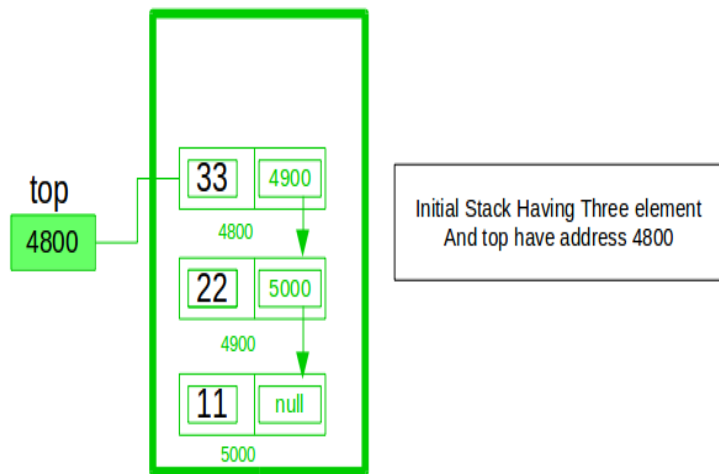 33 4900
top
4800
4800
22 5000
4900
11 null
5000
Initial Stack Having Three element
And top have address 4800